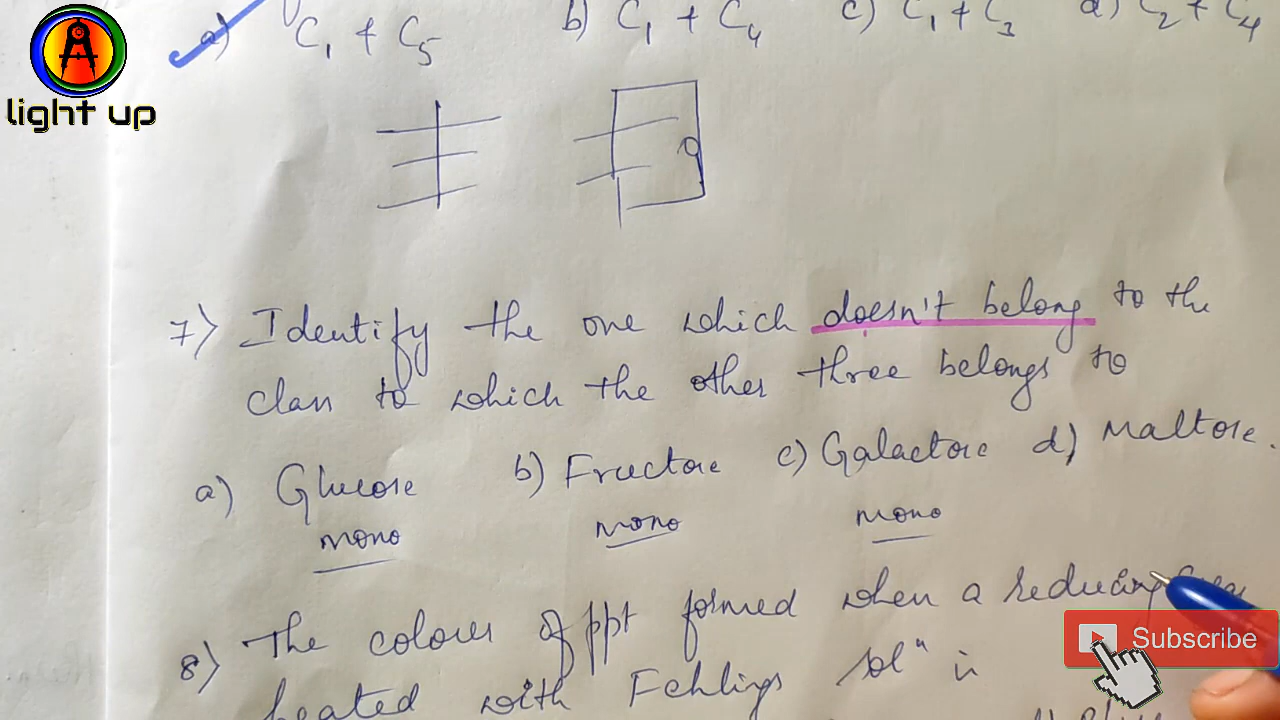 light up
a) C₁ + C₅ b) C₁ + C₄ c) C₁ + C₃ d) C₂ + C₄
7) Identify the one which doesn't belong to the
class to which the other three belongs to
a) Glucose b) Fructose c) Galactose d) Maltose.
mono mono mono
8) The colour of ppt formed when a reducing
heated with Fehlings solⁿ is
Subscribe